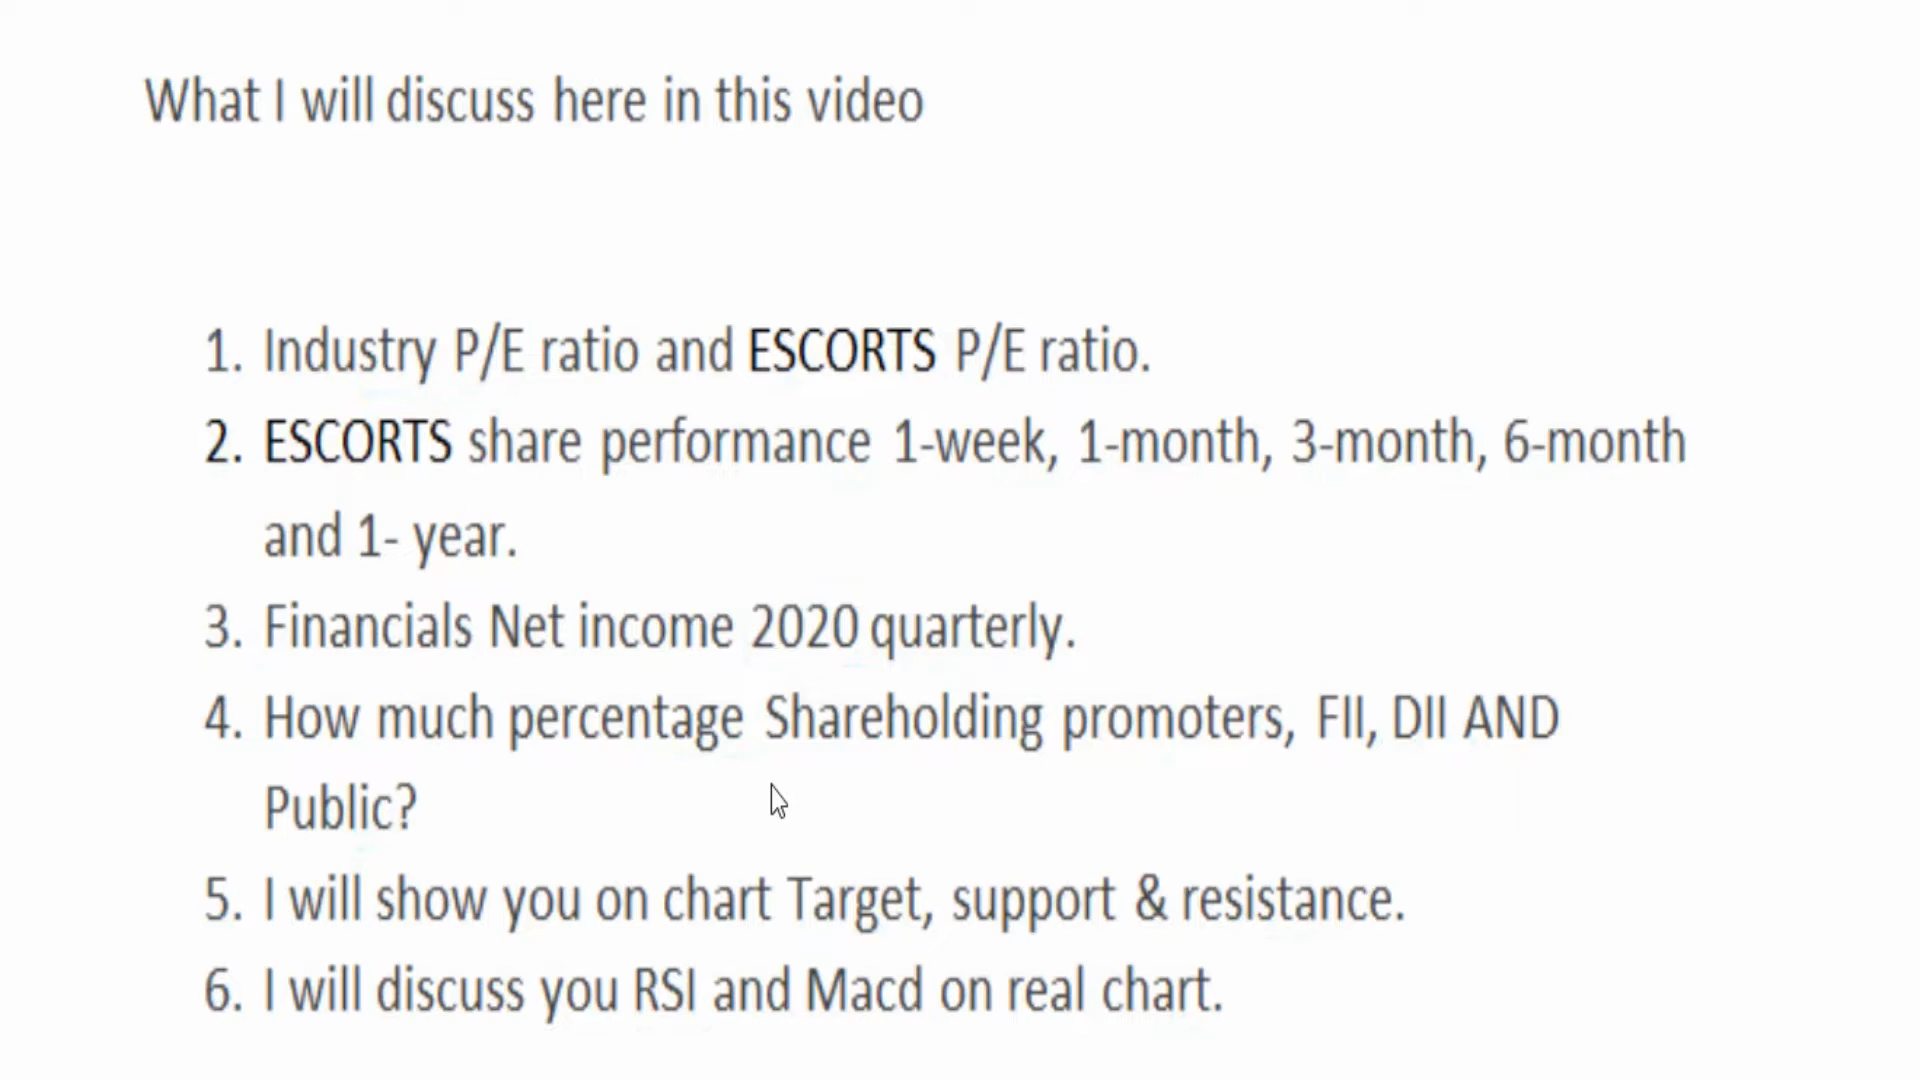 What I will discuss here in this video
1. Industry P/E ratio and ESCORTS P/E ratio.
2. ESCORTS share performance 1-week, 1-month, 3-month, 6-month
and 1- year.
3. Financials Net income 2020 quarterly.
4. How much percentage Shareholding promoters, FII, DII AND
Public?
5. I will show you on chart Target, support & resistance.
6. I will discuss you RSI and Macd on real chart.